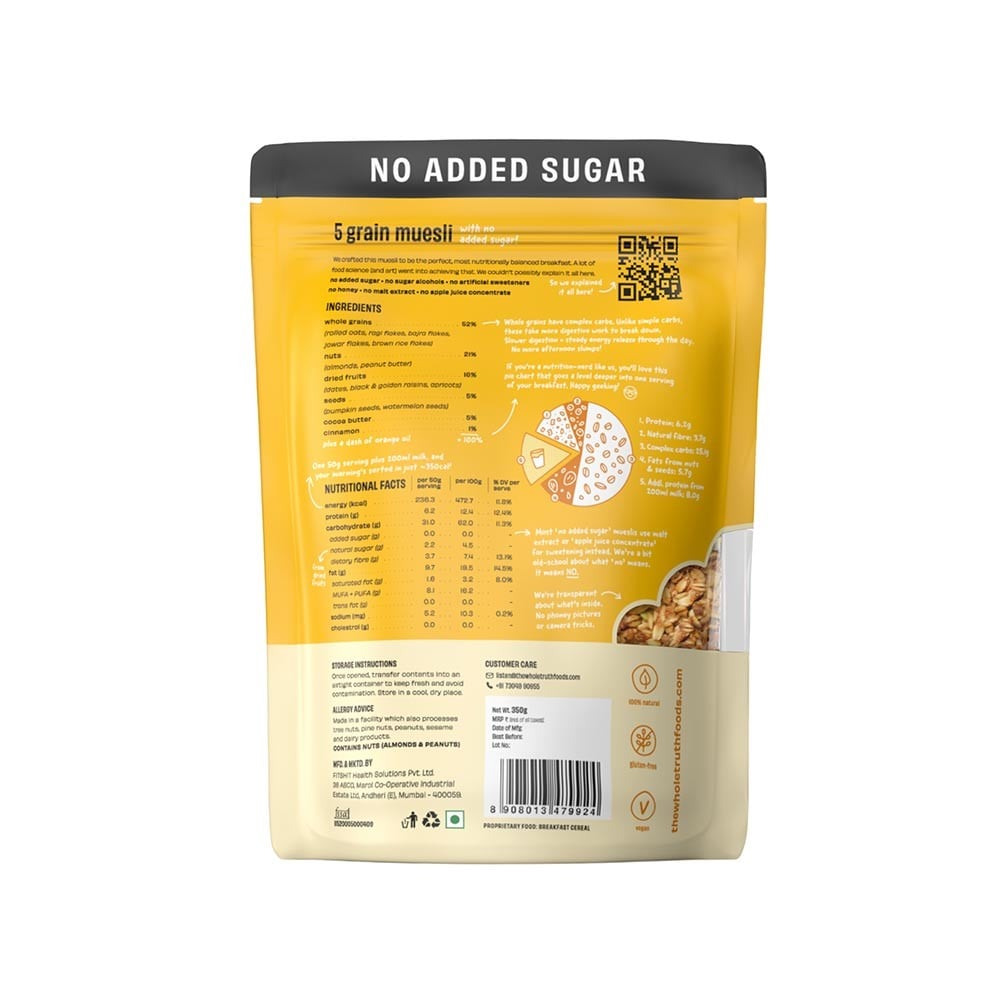 NO ADDED SUGAR
5 grain muesli with no added sugar!
We crafted this muesli to be the perfect, most nutritionally balanced breakfast. A lot of
food science (and art) went into achieving that. We couldn't possibly explain it all here.
no added sugar • no sugar alcohols • no artificial sweeteners
no honey • no malt extract • no apple juice concentrate
So we explained
it all here!
INGREDIENTS
whole grains 52%
(rolled oats, ragi flakes, bajra flakes,
jowar flakes, brown rice flakes)
nuts 21%
(almonds, peanut butter)
dried fruits 16%
(dates, black & golden raisins, apricots)
seeds 5%
(pumpkin seeds, watermelon seeds)
cocoa butter 5%
cinnamon 1%
plus a dash of orange oil = 100%
Whole grains have complex carbs. Unlike simple carbs,
these take more digestive work to break down.
Slower digestion = steady energy release through the day.
No more afternoon slumps!
If you're a nutrition-nerd like us, you'll love this
pie chart that goes a level deeper into one serving
of your breakfast. Happy geeking!
1. Protein: 6.2g
2. Natural fibre: 3.7g
3. Complex carbs: 25.1g
4. Fats from nuts
& seeds: 5.7g
5. Addl. protein from
200ml milk: 8.0g
One 50g serving plus 200ml milk, and
your morning's sorted in just ~350cal!
NUTRITIONAL FACTS per 50g serving per 100g % DV per serve
energy (kcal) 236.3 472.7 11.8%
protein (g) 6.2 12.4 12.4%
carbohydrate (g) 31.0 62.0 11.3%
added sugar (g) 0.0 0.0 -
natural sugar (g) 2.2 4.5 -
dietary fibre (g) 3.7 7.4 13.1%
fat (g) 9.7 19.5 14.5%
saturated fat (g) 1.6 3.2 8.0%
MUFA + PUFA (g) 8.1 16.2 -
trans fat (g) 0.0 0.0 -
sodium (mg) 5.2 10.3 0.2%
cholestrol (g) 0.0 0.0 -
from
dried
fruits
Most 'no added sugar' mueslis use malt
extract or 'apple juice concentrate'
for sweetening instead. We're a bit
old-school about what 'no' means.
It means NO.
We're transparent
about what's inside.
No phoney pictures
or camera tricks.
STORAGE INSTRUCTIONS
Once opened, transfer contents into an
airtight container to keep fresh and avoid
contamination. Store in a cool, dry place.
ALLERGY ADVICE
Made in a facility which also processes
tree nuts, pine nuts, peanuts, sesame
and dairy products.
CONTAINS NUTS (ALMONDS & PEANUTS)
MFD. & MKTD. BY
FITSHIT Health Solutions Pvt. Ltd.
38 ABCD, Marol Co-Operative Industrial
Estate Ltd, Andheri (E), Mumbai - 400059.
fssai
CUSTOMER CARE
listen@thewholetruthfoods.com
+91 73048 90955
Net Wt. 350g
MRP ₹ (incl. of all taxes):
Date of Mfg:
Best Before:
Lot No:
8 908013 479924
PROPRIETARY FOOD: BREAKFAST CEREAL
100% natural
gluten-free
vegan
thewholetruthfoods.com